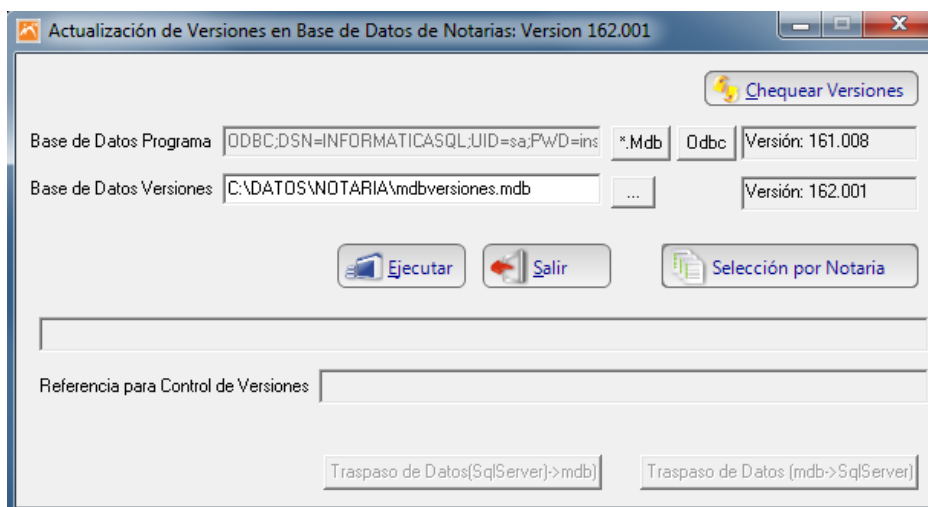 Actualización de Versiones en Base de Datos de Notarias: Version 162.001
Chequear Versiones
Base de Datos Programa ODBC;DSN=INFORMATICASQL;UID=sa;PWD=ins *.Mdb Odbc Versión: 161.008
Base de Datos Versiones C:\DATOS\NOTARIA\mdbversiones.mdb ... Versión: 162.001
Ejecutar Salir Selección por Notaria
Referencia para Control de Versiones
Traspaso de Datos(SqlServer)->mdb) Traspaso de Datos (mdb->SqlServer)